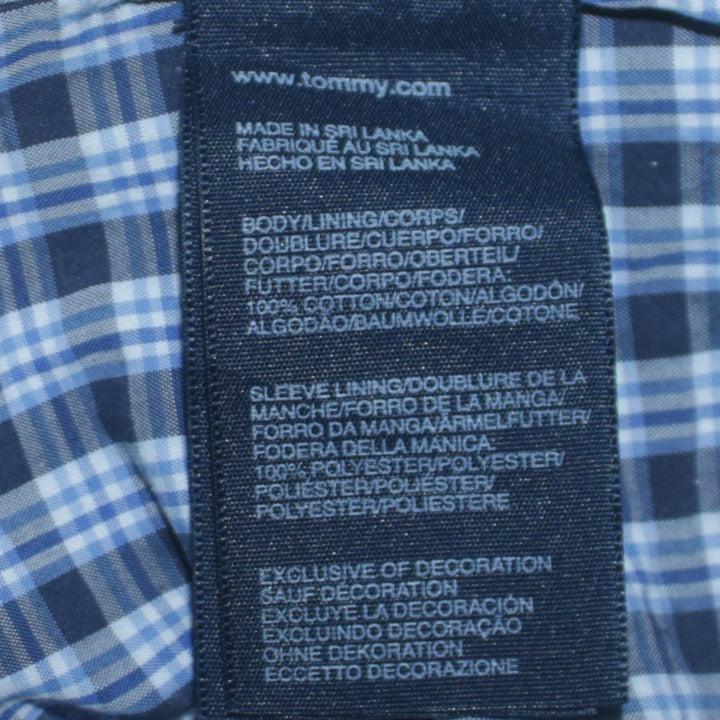 www.tommy.com
MADE IN SRI LANKA
FABRIQUÉ AU SRI LANKA
HECHO EN SRI LANKA
BODY/LINING/CORPS/
DOUBLURE/CUERPO/FORRO/
CORPO/FORRO/OBERTEIL/
FUTTER/CORPO/FODERA.
100% COTTON/COTON/ALGODÓN/
ALGODÃO/BAUMWOLLE/COTONE
SLEEVE LINING/DOUBLURE DE LA
MANCHE/FORRO DE LA MANGA/
FORRO DA MANGA/ÄRMELFUTTER/
FODERA DELLA MANICA.
100% POLYESTER/POLYESTER/
POLIÉSTER/POLIÉSTER/
POLYESTER/POLIESTERE
EXCLUSIVE OF DECORATION
SAUF DÉCORATION
EXCLUYE LA DECORACIÓN
EXCLUINDO DECORAÇÃO
OHNE DEKORATION
ECCETTO DECORAZIONE